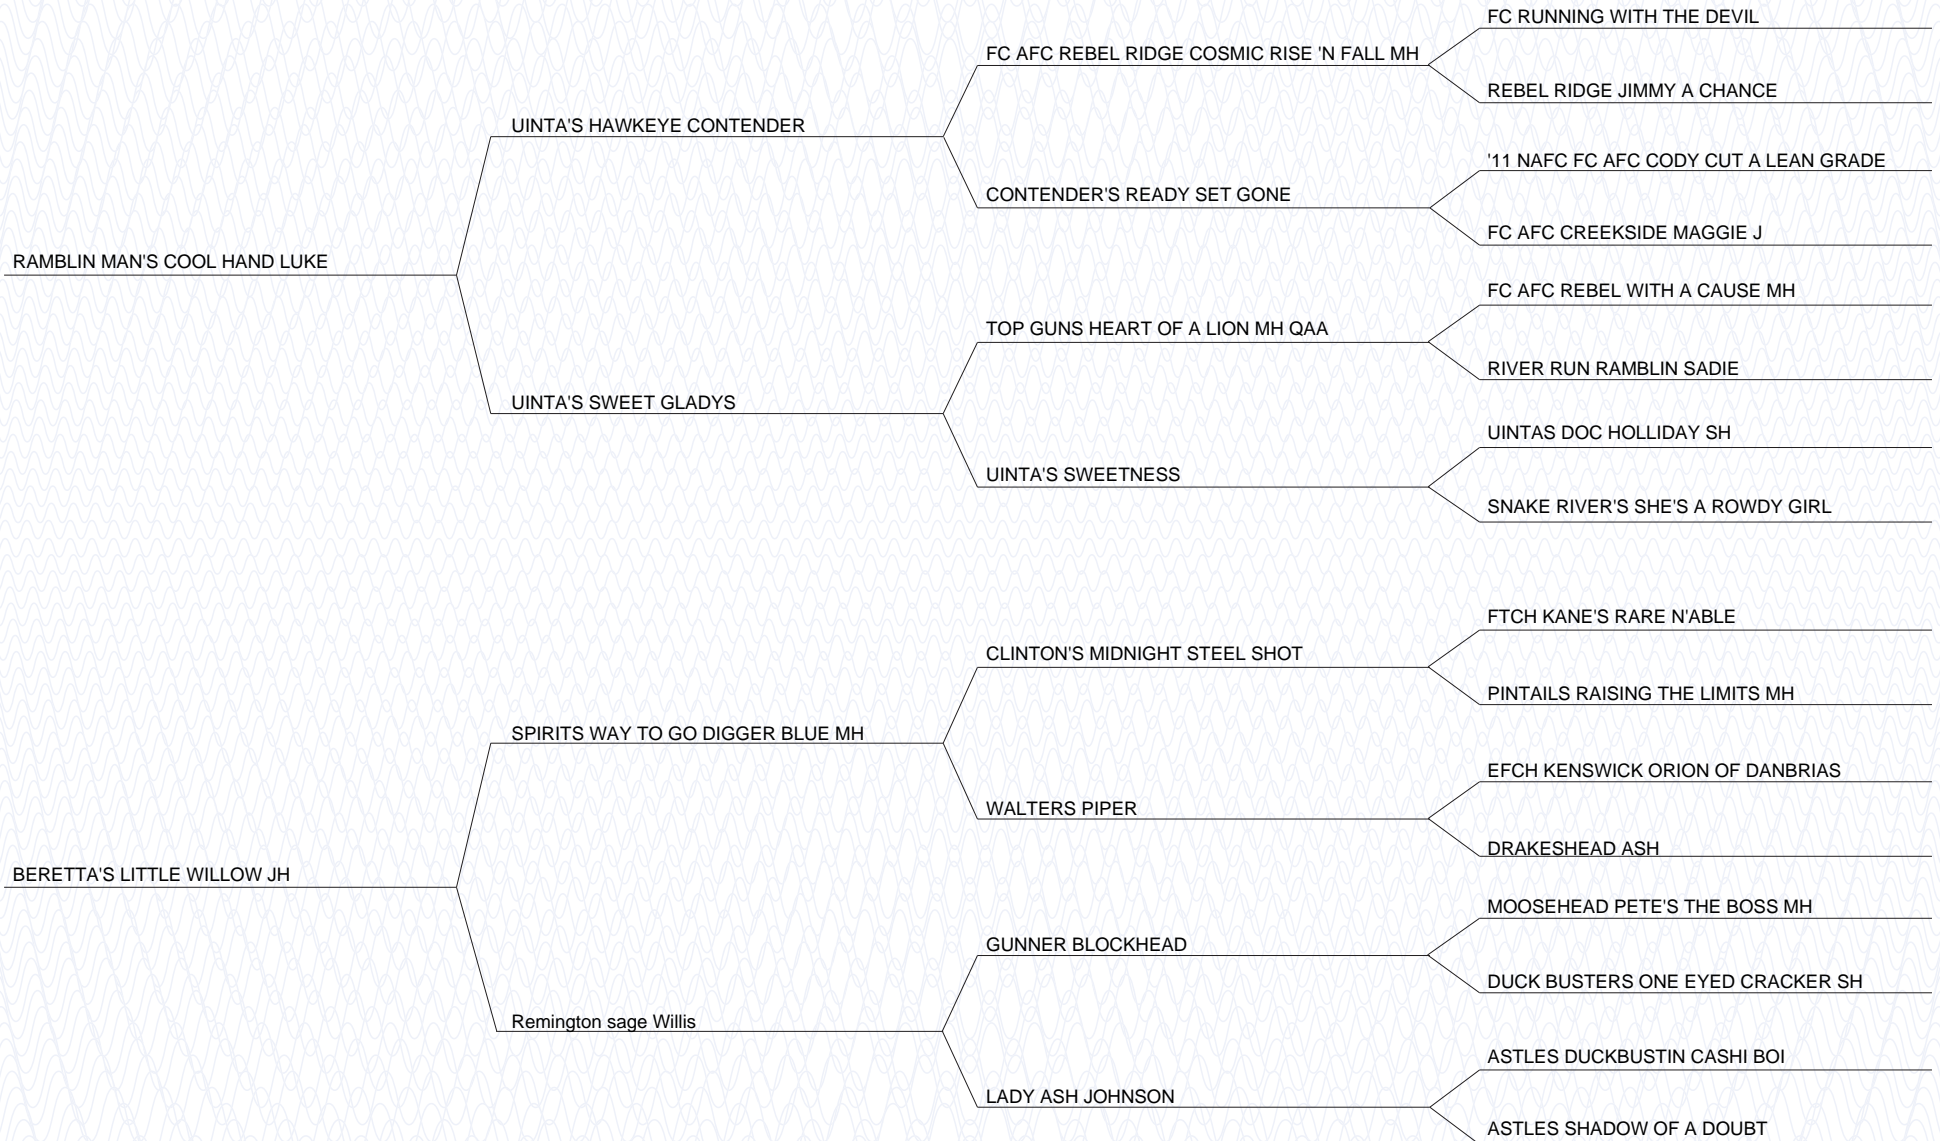 FC RUNNING WITH THE DEVIL
FC AFC REBEL RIDGE COSMIC RISE 'N FALL MH
REBEL RIDGE JIMMY A CHANCE
UINTA'S HAWKEYE CONTENDER
'11 NAFC FC AFC CODY CUT A LEAN GRADE
CONTENDER'S READY SET GONE
FC AFC CREEKSIDE MAGGIE J
RAMBLIN MAN'S COOL HAND LUKE
FC AFC REBEL WITH A CAUSE MH
TOP GUNS HEART OF A LION MH QAA
RIVER RUN RAMBLIN SADIE
UINTA'S SWEET GLADYS
UINTAS DOC HOLLIDAY SH
UINTA'S SWEETNESS
SNAKE RIVER'S SHE'S A ROWDY GIRL
FTCH KANE'S RARE N'ABLE
CLINTON'S MIDNIGHT STEEL SHOT
PINTAILS RAISING THE LIMITS MH
SPIRITS WAY TO GO DIGGER BLUE MH
EFCH KENSWICK ORION OF DANBRIAS
WALTERS PIPER
DRAKESHEAD ASH
BERETTA'S LITTLE WILLOW JH
MOOSEHEAD PETE'S THE BOSS MH
GUNNER BLOCKHEAD
DUCK BUSTERS ONE EYED CRACKER SH
Remington sage Willis
ASTLES DUCKBUSTIN CASHI BOI
LADY ASH JOHNSON
ASTLES SHADOW OF A DOUBT